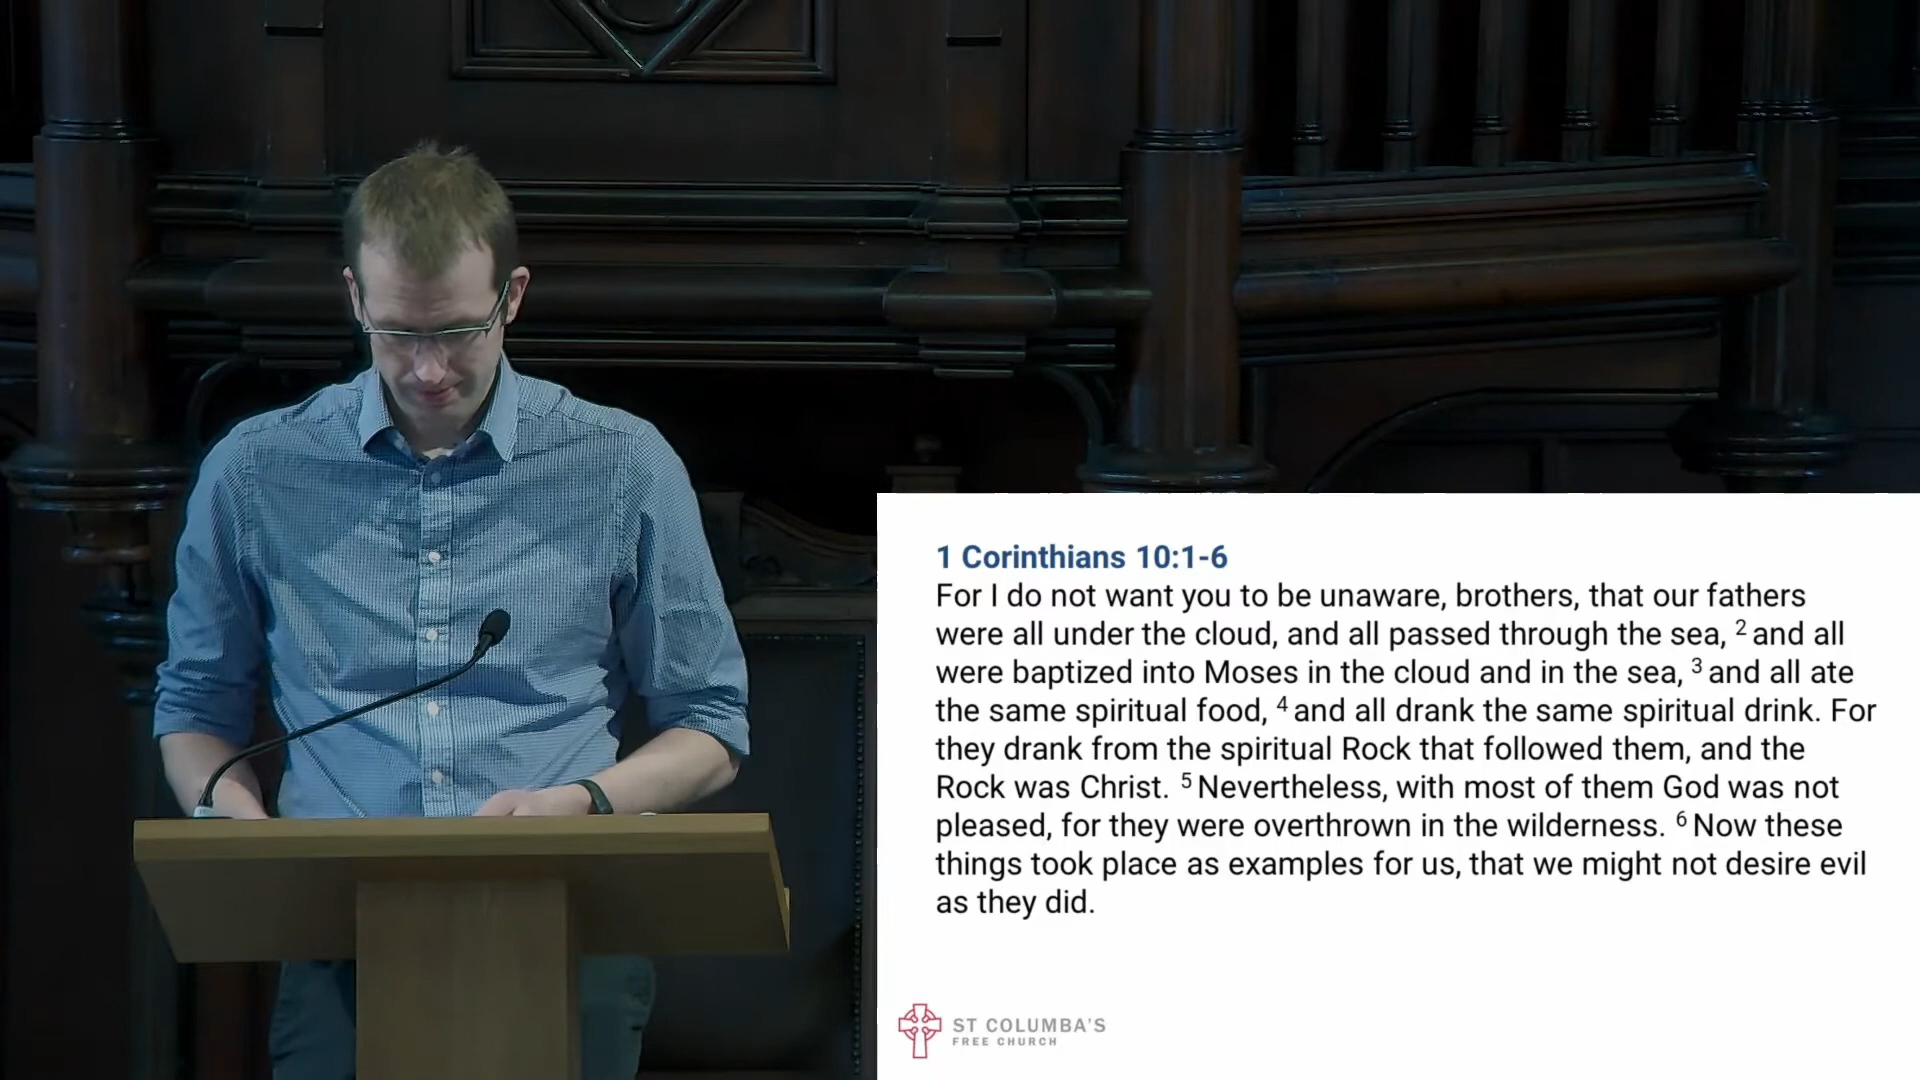 1 Corinthians 10:1-6
For I do not want you to be unaware, brothers, that our fathers
were all under the cloud, and all passed through the sea, 2 and all
were baptized into Moses in the cloud and in the sea, 3 and all ate
the same spiritual food, 4 and all drank the same spiritual drink. For
they drank from the spiritual Rock that followed them, and the
Rock was Christ. 5 Nevertheless, with most of them God was not
pleased, for they were overthrown in the wilderness. 6 Now these
things took place as examples for us, that we might not desire evil
as they did.
ST COLUMBA'S
FREE CHURCH